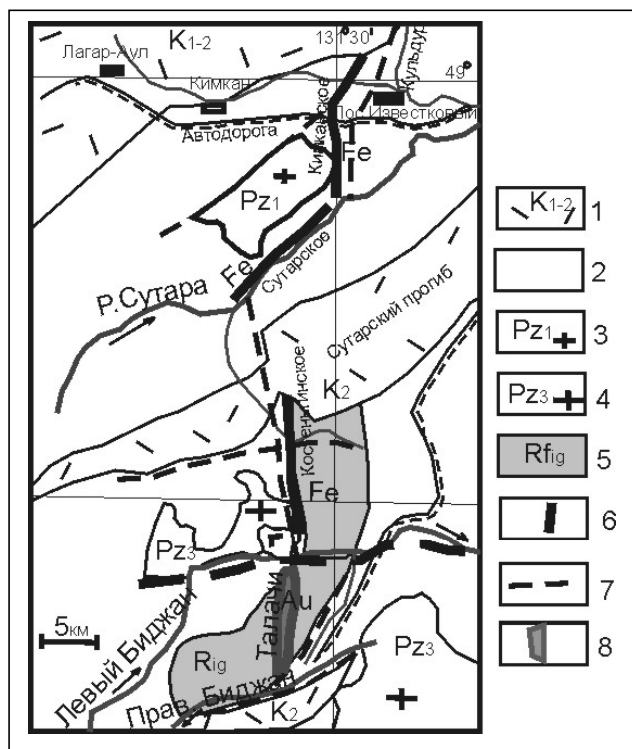 K1-2
131°30'
Лагар-Аул
Кульдур
49°
Кимкан
Пос.Известковый
Автодорога
Кимканское
Fe
Pz1
Fe
Сутарское
Р.Сутара
Сутарский прогиб
K2
Костеньгинское
Fe
Pz3
Au
Талачи
Левый Биджан
5км
Rig
Pz3
Прав Биджан
K2
K1-2 1
2
Pz1 3
Pz3 4
Rfig 5
6
7
8